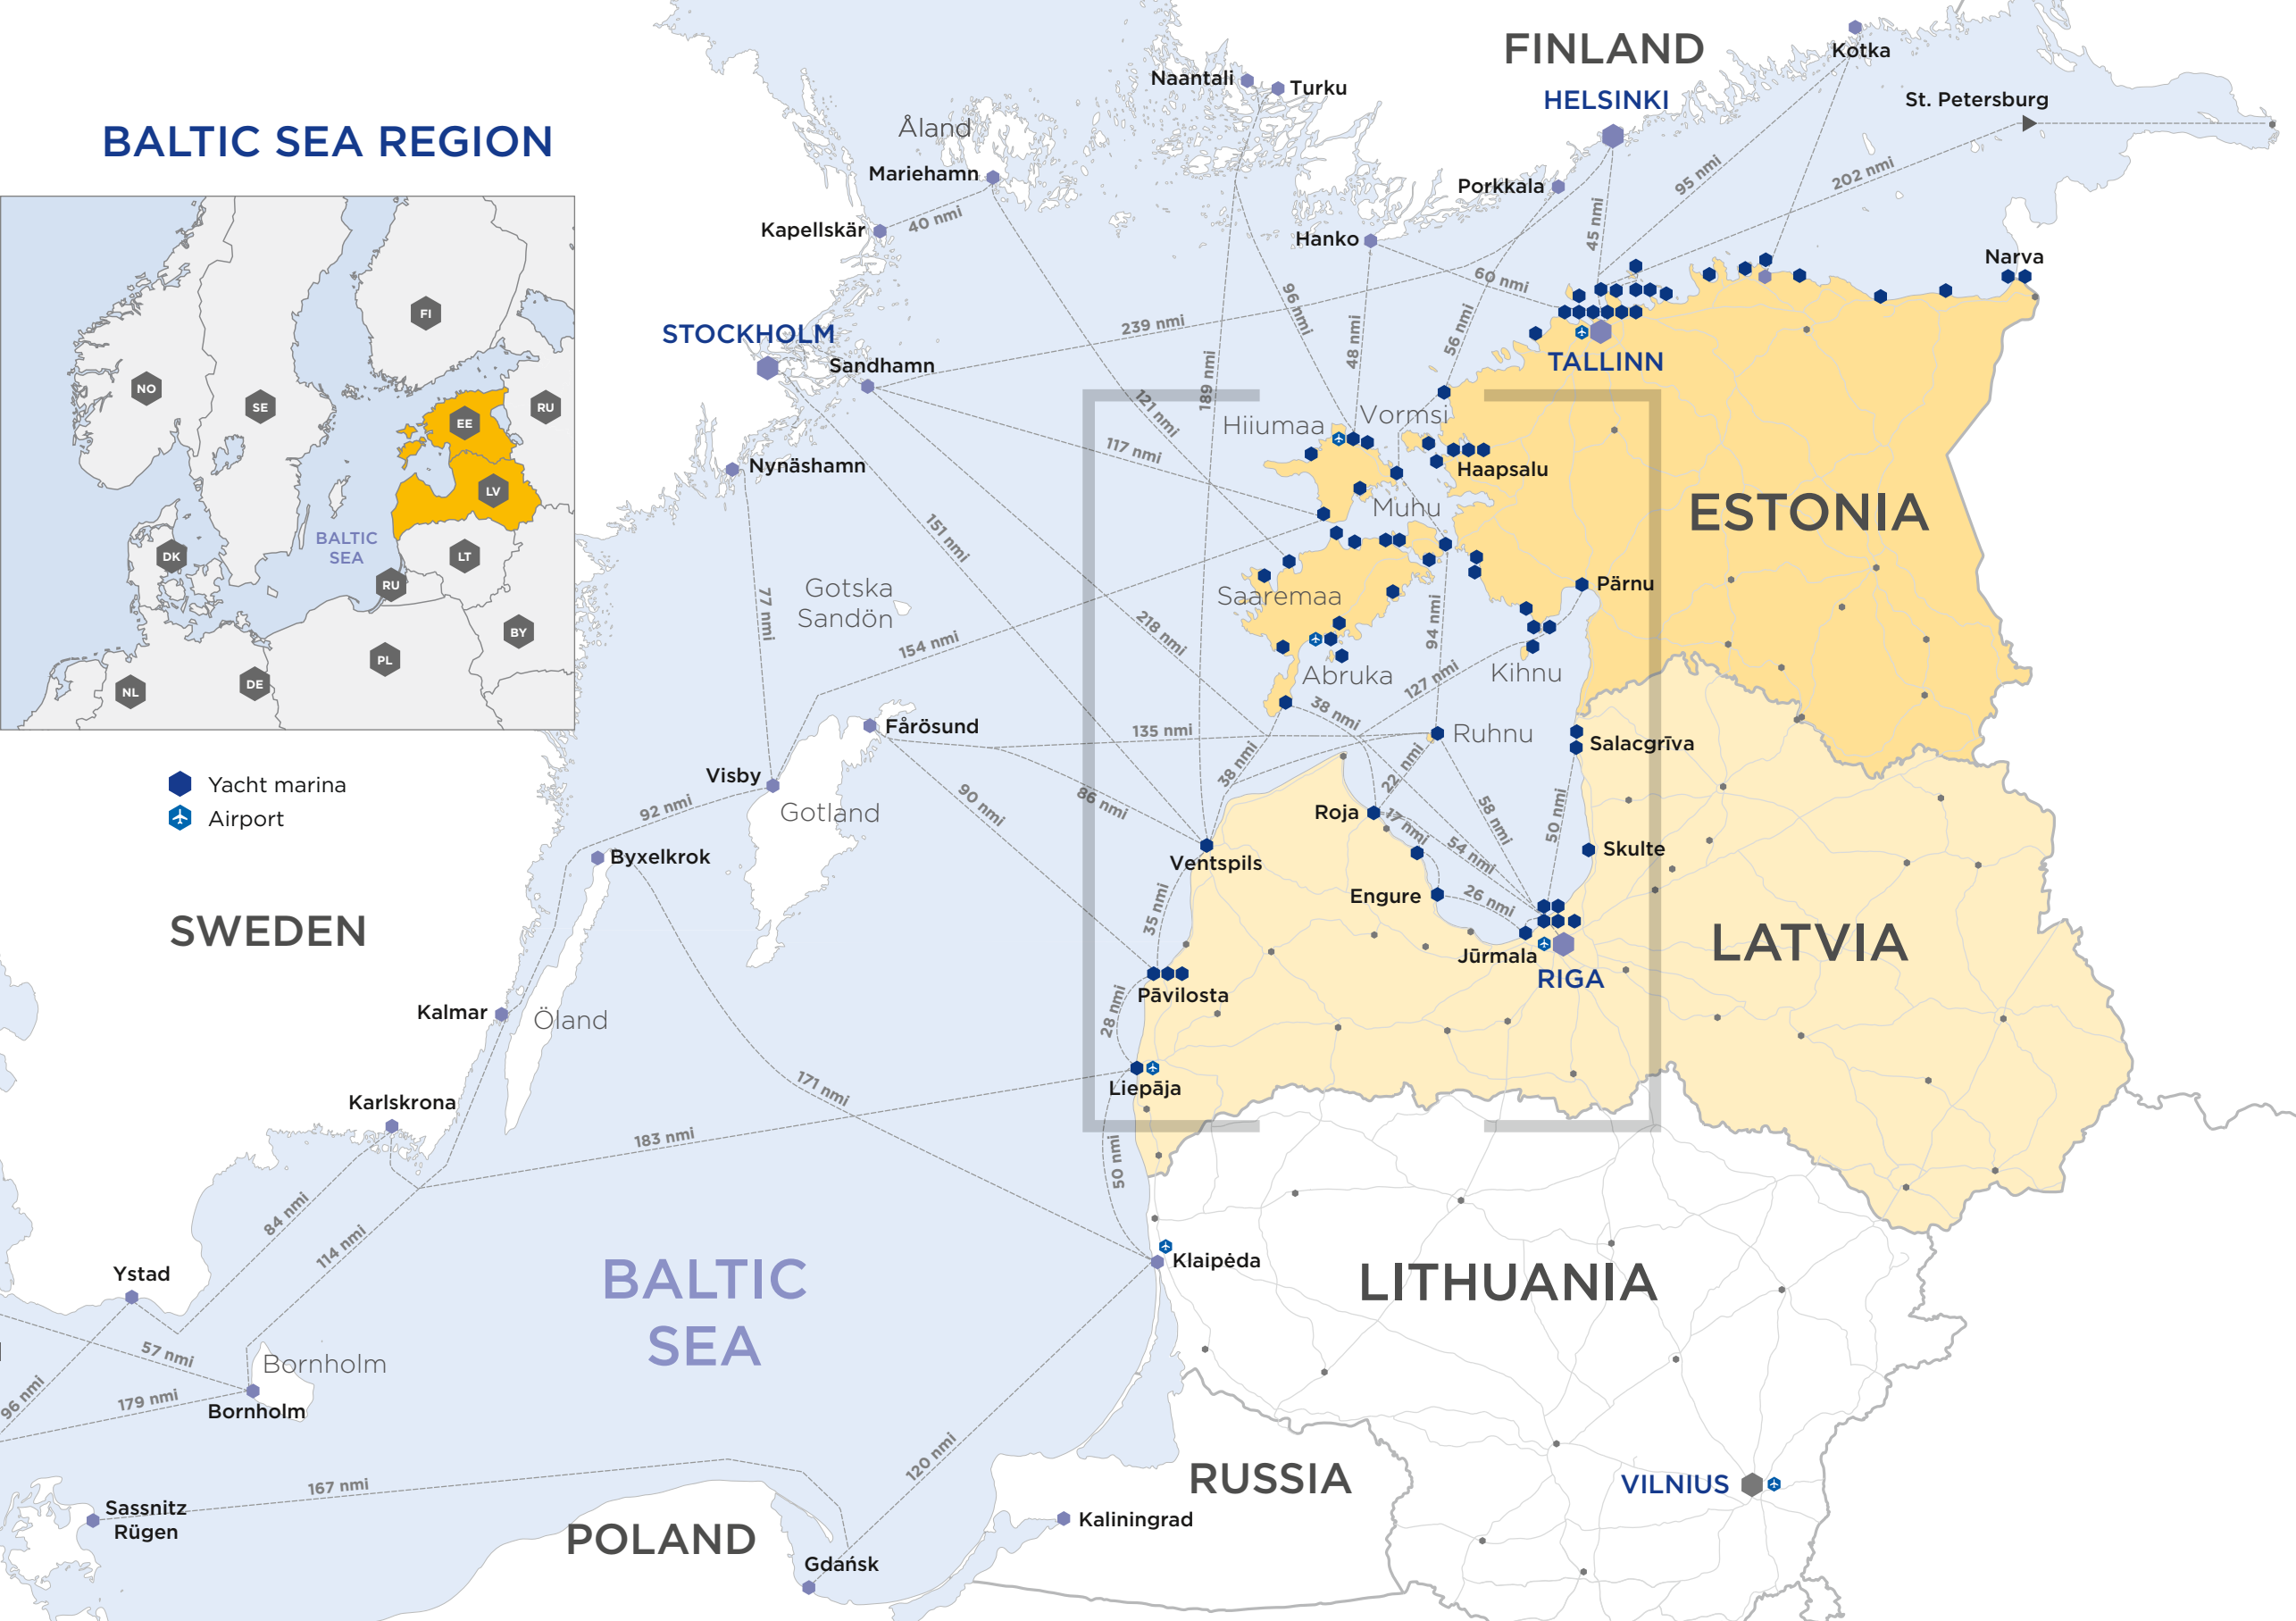 BALTIC SEA REGION
NO
SE
FI
RU
EE
LV
BALTIC
SEA
LT
DK
RU
BY
PL
DE
NL
Yacht marina
Airport
FINLAND
Kotka
Naantali
Turku
HELSINKI
St. Petersburg
Åland
Mariehamn
Porkkala
95 nmi
202 nmi
Kapellskär
40 nmi
Hanko
45 nmi
Narva
60 nmi
96 nmi
239 nmi
48 nmi
56 nmi
STOCKHOLM
Sandhamn
TALLINN
189 nmi
121 nmi
Hiiumaa
Vormsi
117 nmi
Nynäshamn
Haapsalu
Muhu
ESTONIA
151 nmi
77 nmi
Gotska
Sandön
Saaremaa
Pärnu
218 nmi
94 nmi
154 nmi
Abruka
127 nmi
Kihnu
38 nmi
Fårösund
135 nmi
Ruhnu
Salacgrīva
Visby
38 nmi
22 nmi
92 nmi
Gotland
90 nmi
86 nmi
Roja
17 nmi
58 nmi
50 nmi
Byxelkrok
Ventspils
54 nmi
Skulte
Engure
26 nmi
35 nmi
SWEDEN
LATVIA
Jūrmala
RIGA
Pāvilosta
Kalmar
Öland
28 nmi
171 nmi
Liepāja
Karlskrona
183 nmi
50 nmi
84 nmi
114 nmi
Klaipėda
Ystad
BALTIC
SEA
LITHUANIA
57 nmi
Bornholm
96 nmi
179 nmi
Bornholm
120 nmi
167 nmi
RUSSIA
VILNIUS
Sassnitz
Rügen
Kaliningrad
POLAND
Gdańsk